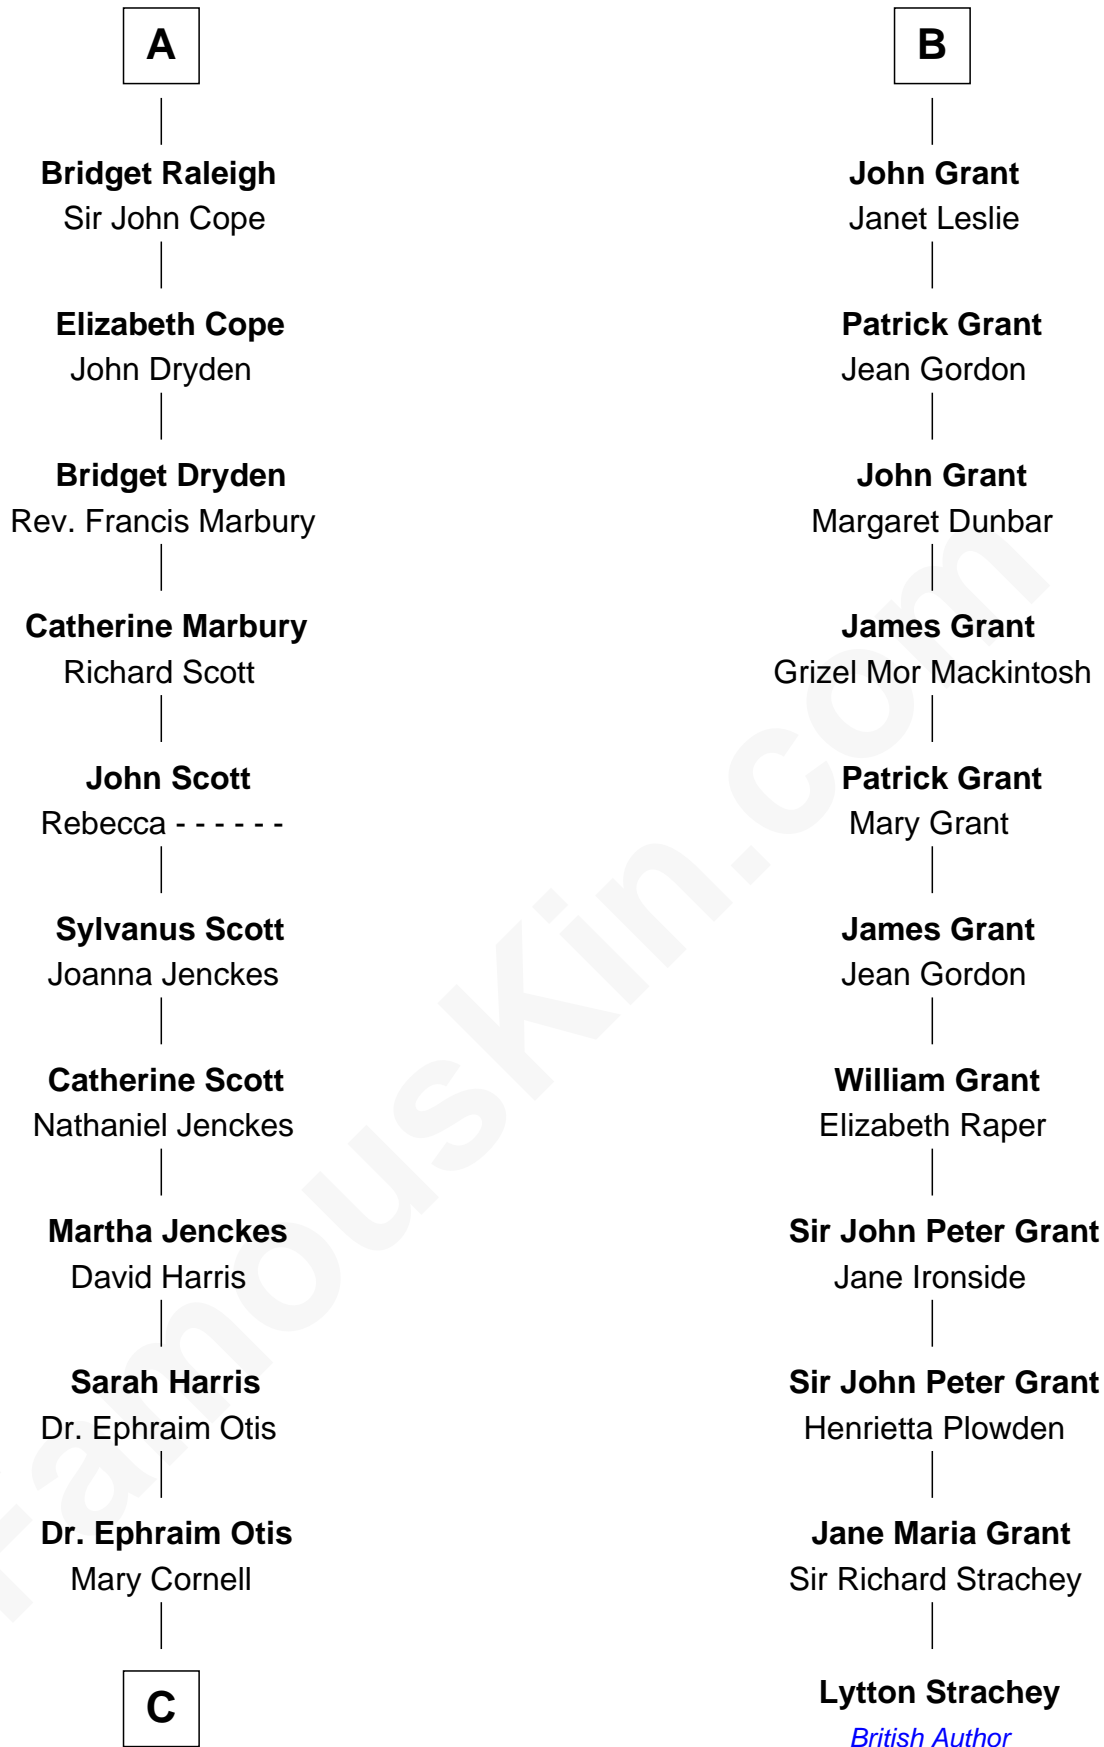 A
Bridget Raleigh
Sir John Cope
Elizabeth Cope
John Dryden
Bridget Dryden
Rev. Francis Marbury
Catherine Marbury
Richard Scott
John Scott
Rebecca - - - - - -
Sylvanus Scott
Joanna Jenckes
Catherine Scott
Nathaniel Jenckes
Martha Jenckes
David Harris
Sarah Harris
Dr. Ephraim Otis
Dr. Ephraim Otis
Mary Cornell
C
B
John Grant
Janet Leslie
Patrick Grant
Jean Gordon
John Grant
Margaret Dunbar
James Grant
Grizel Mor Mackintosh
Patrick Grant
Mary Grant
James Grant
Jean Gordon
William Grant
Elizabeth Raper
Sir John Peter Grant
Jane Ironside
Sir John Peter Grant
Henrietta Plowden
Jane Maria Grant
Sir Richard Strachey
Lytton Strachey
British Author
FamousKin.com